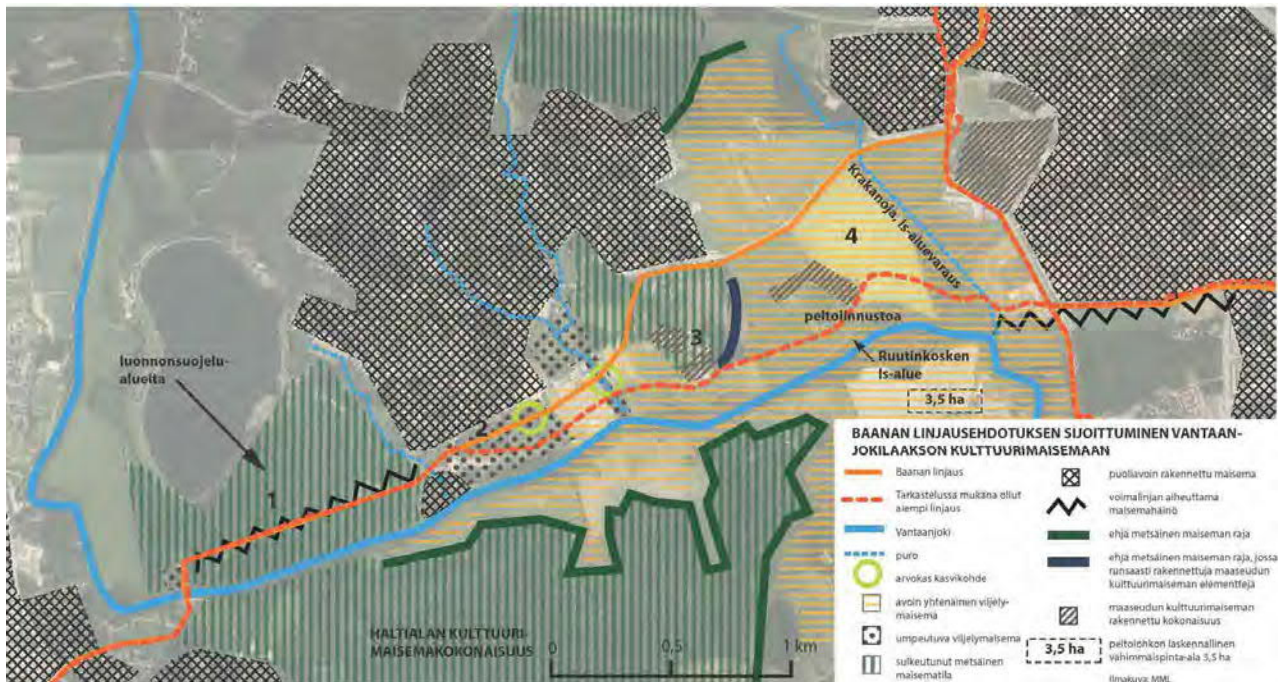 4
Krakanoja, ls-aluevaraus
peltolinnustoa
3
luonnonsuojelu-
alueita
Ruutinkosken
ls-alue
3,5 ha
2
1
HALTIALAN KULTTUURI-
MAISEMAKOKONAISUUS
0
0,5
1 km
BAANAN LINJAUSEHDOTUKSEN SIJOITTUMINEN VANTAAN-
JOKILAAKSON KULTTUURIMAISEMAAN
Baanan linjaus
Tarkastelussa mukana ollut
aiempi linjaus
Vantaanjoki
puro
arvokas kasvikohde
avoin yhtenäinen viljely-
maisema
umpeutuva viljelymaisema
sulkeutunut metsäinen
maisematila
puoliavoin rakennettu maisema
voimalinjan aiheuttama
maisemahäiriö
ehjä metsäinen maiseman raja
ehjä metsäinen maiseman raja, jossa
runsaasti rakennettuja maaseudun
kulttuurimaiseman elementtejä
maaseudun kulttuurimaiseman
rakennettu kokonaisuus
3,5 ha
peltolohkon laskennallinen
vähimmäispinta-ala 3,5 ha
Ilmakuva: MML